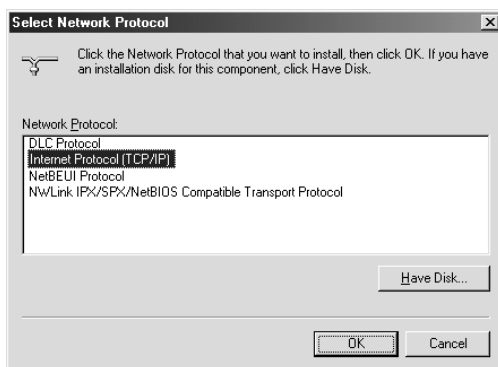 Select Network Protocol
Click the Network Protocol that you want to install, then click OK. If you have
an installation disk for this component, click Have Disk.
Network Protocol:
DLC Protocol
Internet Protocol (TCP/IP)
NetBEUI Protocol
NWLink IPX/SPX/NetBIOS Compatible Transport Protocol
Have Disk...
OK
Cancel